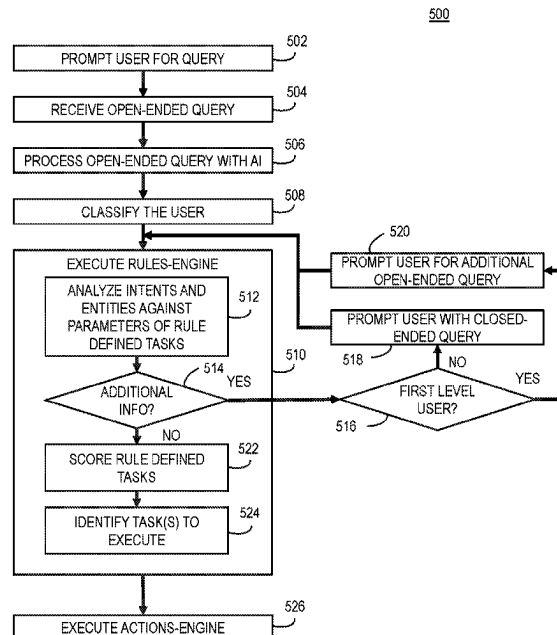 500
502
PROMPT USER FOR QUERY
504
RECEIVE OPEN-ENDED QUERY
506
PROCESS OPEN-ENDED QUERY WITH AI
508
CLASSIFY THE USER
EXECUTE RULES-ENGINE
510
ANALYZE INTENTS AND
ENTITIES AGAINST
PARAMETERS OF RULE
DEFINED TASKS
512
514
ADDITIONAL
INFO?
YES
NO
520
PROMPT USER FOR ADDITIONAL
OPEN-ENDED QUERY
PROMPT USER WITH CLOSED-
ENDED QUERY
518
NO
YES
FIRST LEVEL
USER?
516
SCORE RULE DEFINED
TASKS
522
IDENTIFY TASK(S) TO
EXECUTE
524
EXECUTE ACTIONS-ENGINE
526